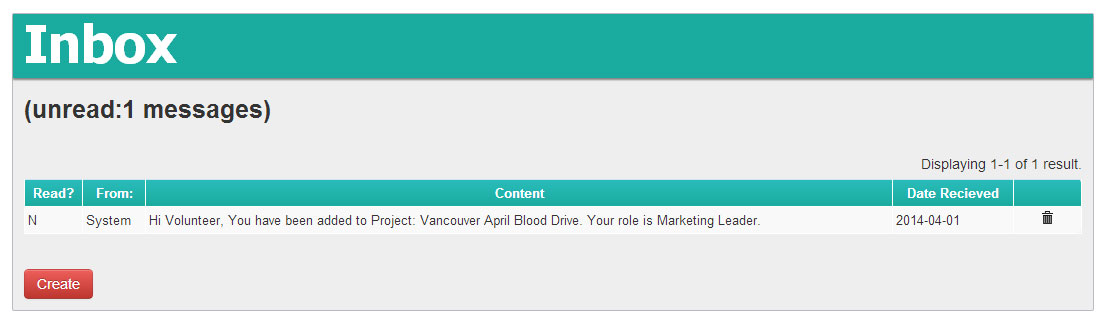 Inbox
(unread:1 messages)
Displaying 1-1 of 1 result.
Read? From: Content Date Recieved
N System Hi Volunteer, You have been added to Project: Vancouver April Blood Drive. Your role is Marketing Leader. 2014-04-01
Create